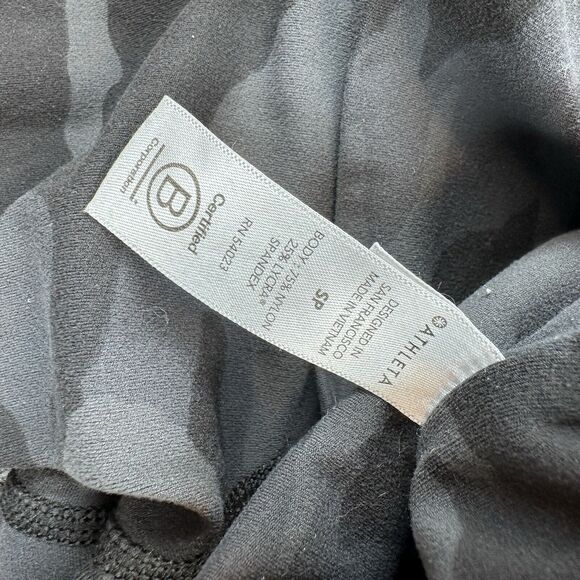 ATHLETA
DESIGNED IN
SAN FRANCISCO
MADE IN VIETNAM
SP
BODY : 75% NYLON
25% LYCRA®
SPANDEX
RN 54023
Certified
B
Corporation